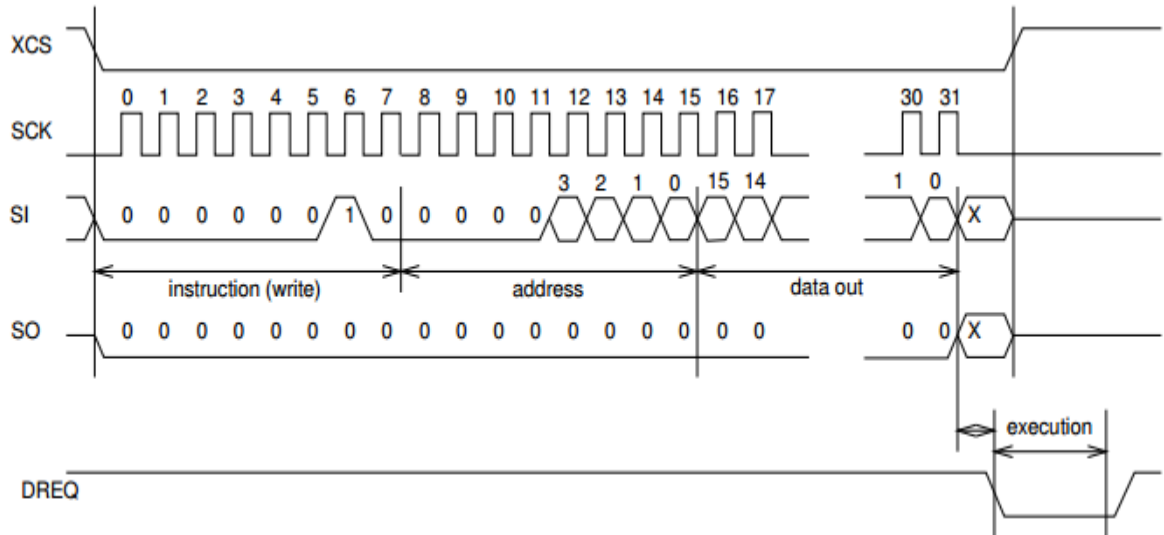 XCS
0 1 2 3 4 5 6 7 8 9 10 11 12 13 14 15 16 17 30 31
SCK
3 2 1 0 15 14 1 0
SI 0 0 0 0 0 0 1 0 0 0 0 0 X
instruction (write) address data out
SO 0 0 0 0 0 0 0 0 0 0 0 0 0 0 0 0 0 0 0 0 X
execution
DREQ